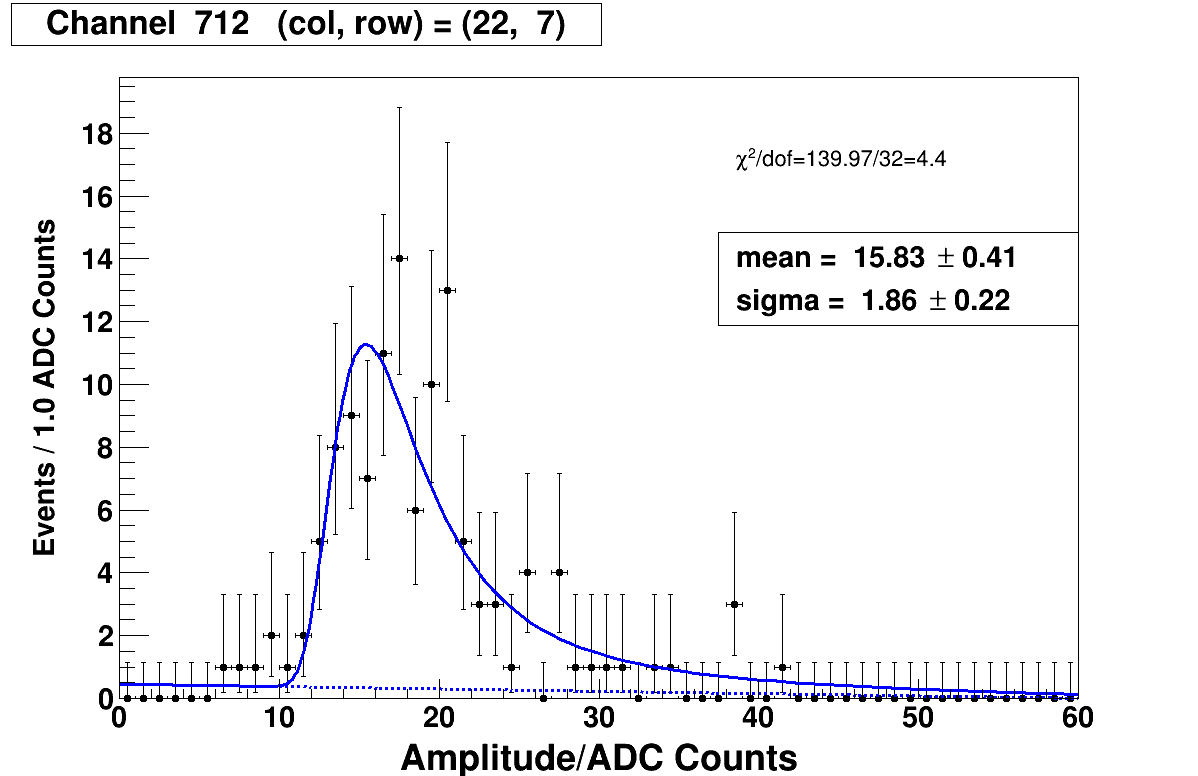 Channel 712 (col, row) = (22, 7)
χ²/dof=139.97/32=4.4
mean = 15.83 ± 0.41
sigma = 1.86 ± 0.22
Events / 1.0 ADC Counts
18
16
14
12
10
8
6
4
2
0
0 10 20 30 40 50 60
Amplitude/ADC Counts